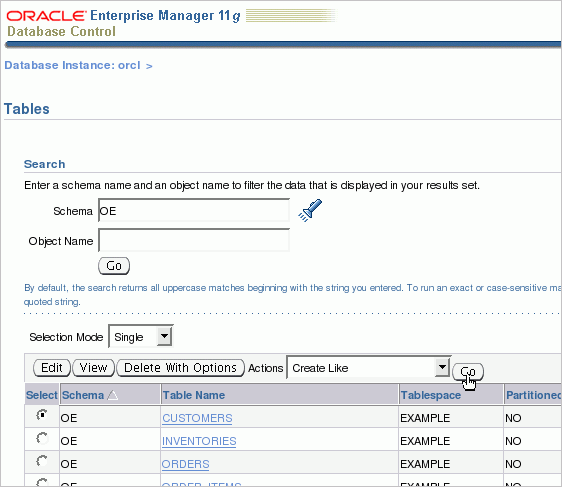 ORACLE Enterprise Manager 11g
Database Control
Database Instance: orcl >
Tables
Search
Enter a schema name and an object name to filter the data that is displayed in your results set.
Schema OE
Object Name
Go
By default, the search returns all uppercase matches beginning with the string you entered. To run an exact or case-sensitive ma
quoted string.
Selection Mode Single
Edit View Delete With Options Actions Create Like Go
Select Schema Table Name Tablespace Partitioned
OE CUSTOMERS EXAMPLE NO
OE INVENTORIES EXAMPLE NO
OE ORDERS EXAMPLE NO
OE ORDER_ITEMS EXAMPLE NO